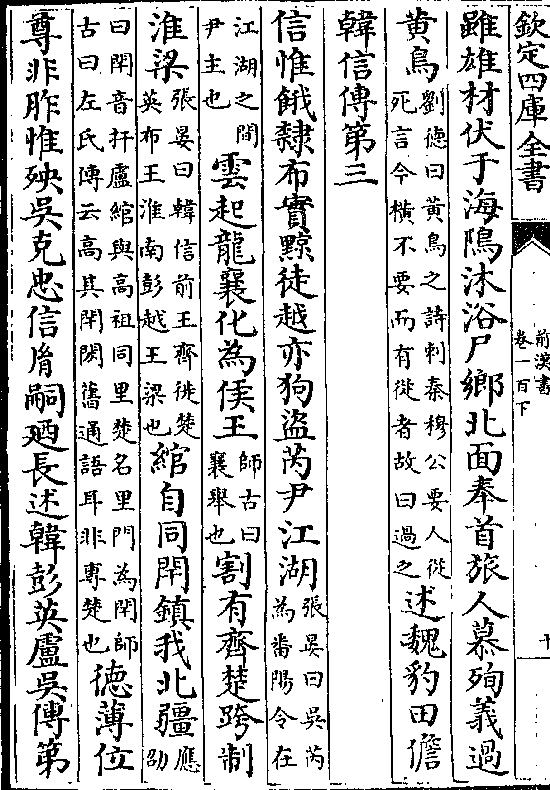 欽定四庫全書
前漢書
卷一百下
十
雖雄材伏于海隝沐浴尸鄉北面奉首旅人慕殉義過
黄鳥劉德曰黄鳥之詩刺秦穆公要人從死言今横不要而有從者故曰過之述魏豹田儋
韓信傳第三
信惟餓隸布實黥徒越亦狗盜芮尹江湖張晏曰吳芮為番陽令在
江湖之間尹主也雲起龍襄化為侯王師古曰襄舉也割有齊楚跨制
淮梁張晏曰韓信前王齊徙楚英布王淮南彭越王梁也綰自同閈鎮我北疆應劭
曰閈音扞盧綰與高祖同里楚名里門為閈師古曰左氏傳云高其閈閎舊通語耳非專楚也德薄位
尊非胙惟殃吳克忠信𦙍嗣廼長述韓彭英盧吳傳第